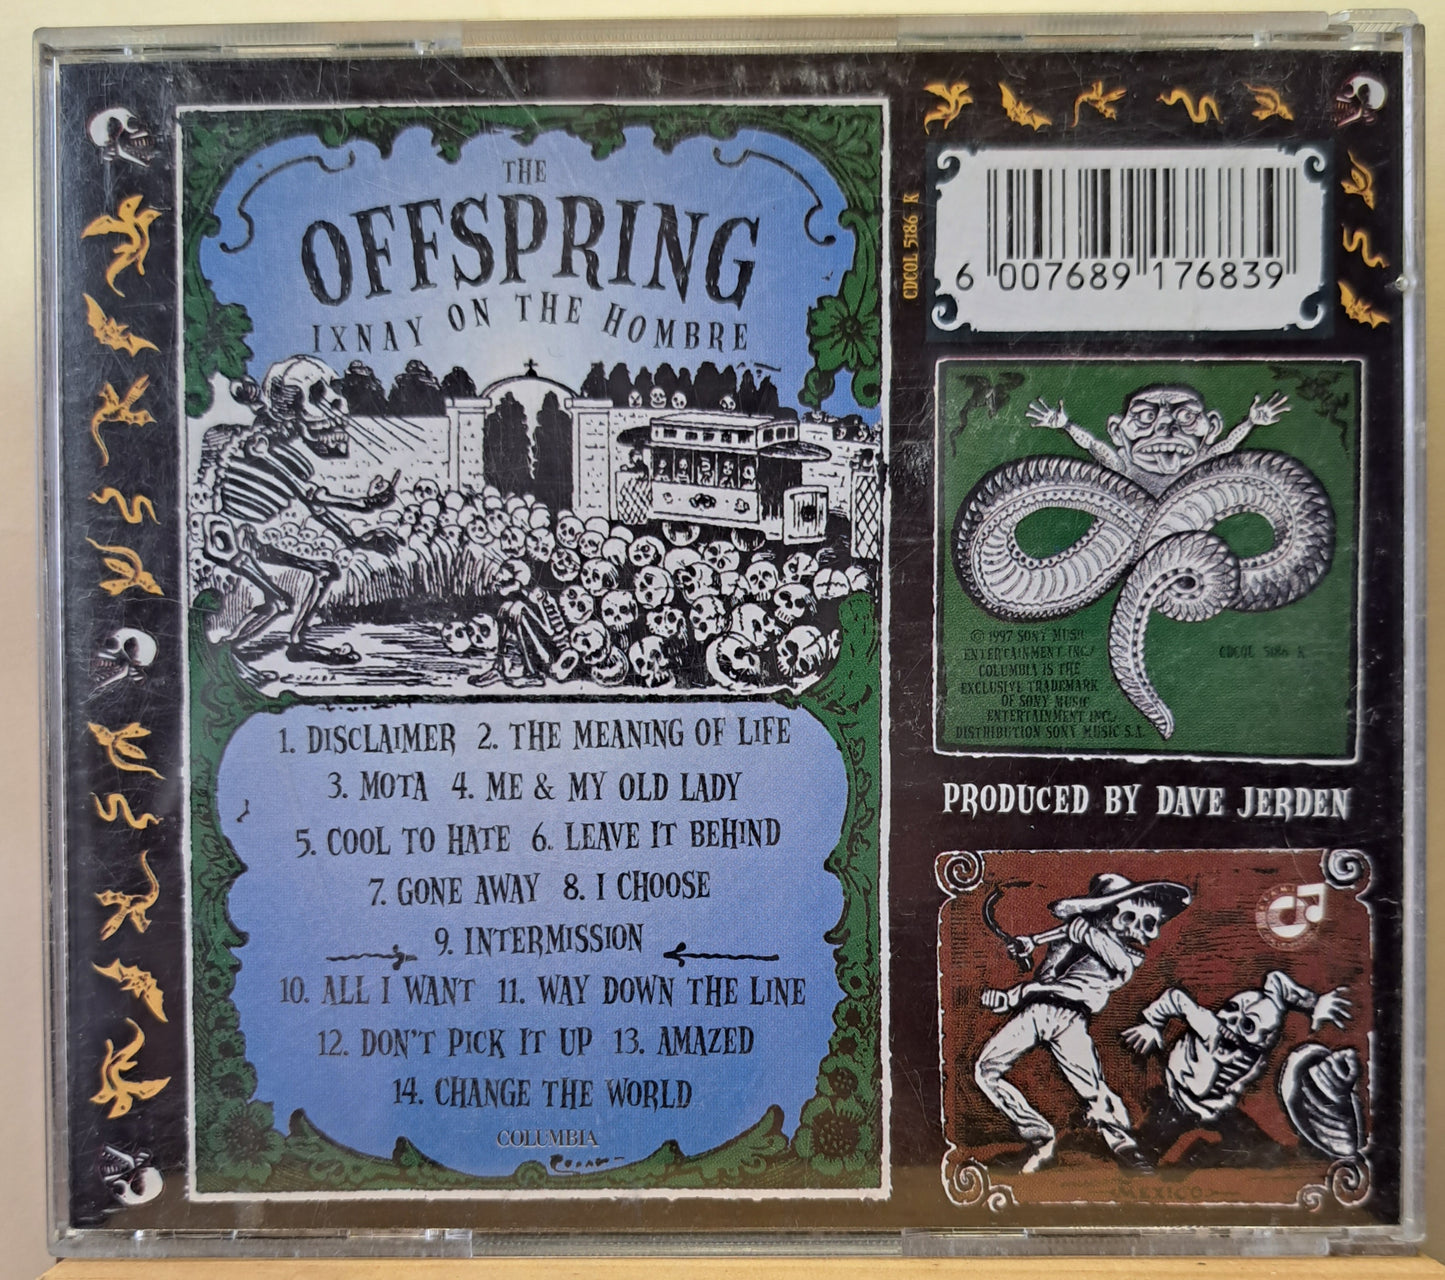 THE
OFFSPRING
IXNAY ON THE HOMBRE
1. DISCLAIMER 2. THE MEANING OF LIFE
3. MOTA 4. ME & MY OLD LADY
5. COOL TO HATE 6. LEAVE IT BEHIND
7. GONE AWAY 8. I CHOOSE
9. INTERMISSION
10. ALL I WANT 11. WAY DOWN THE LINE
12. DON'T PICK IT UP 13. AMAZED
14. CHANGE THE WORLD
COLUMBIA
CDCOL 5186 K
6 007689 176839
© 1997 SONY MUSIC
ENTERTAINMENT INC./
COLUMBIA IS THE
EXCLUSIVE TRADEMARK
OF SONY MUSIC
ENTERTAINMENT INC.
DISTRIBUTION SONY MUSIC S.A.
CDCOL 5186 K
PRODUCED BY DAVE JERDEN
MEXICO